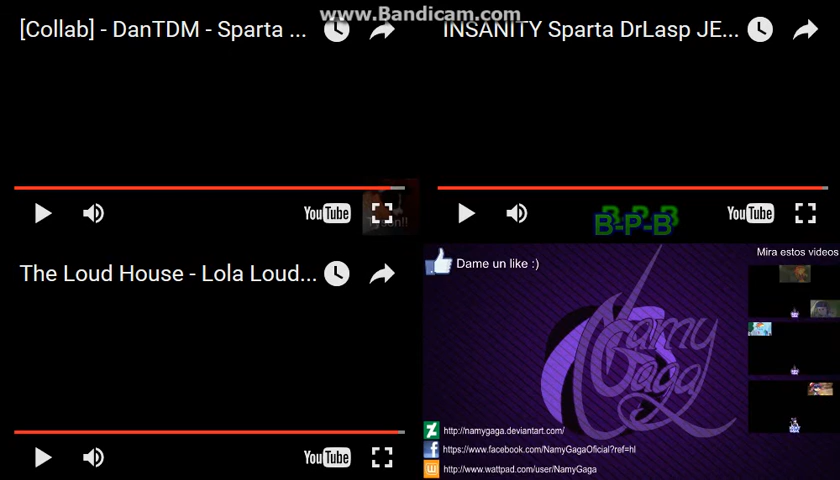 www.Bandicam.com
[Collab] - DanTDM - Sparta ...
INSANITY Sparta DrLasp JE...
YouTube
YouTube
B-P-B
The Loud House - Lola Loud...
YouTube
Dame un like :)
Mira estos videos
Namy
Gaga
http://namygaga.deviantart.com/
https://www.facebook.com/NamyGagaOficial?ref=hl
http://www.wattpad.com/user/NamyGaga